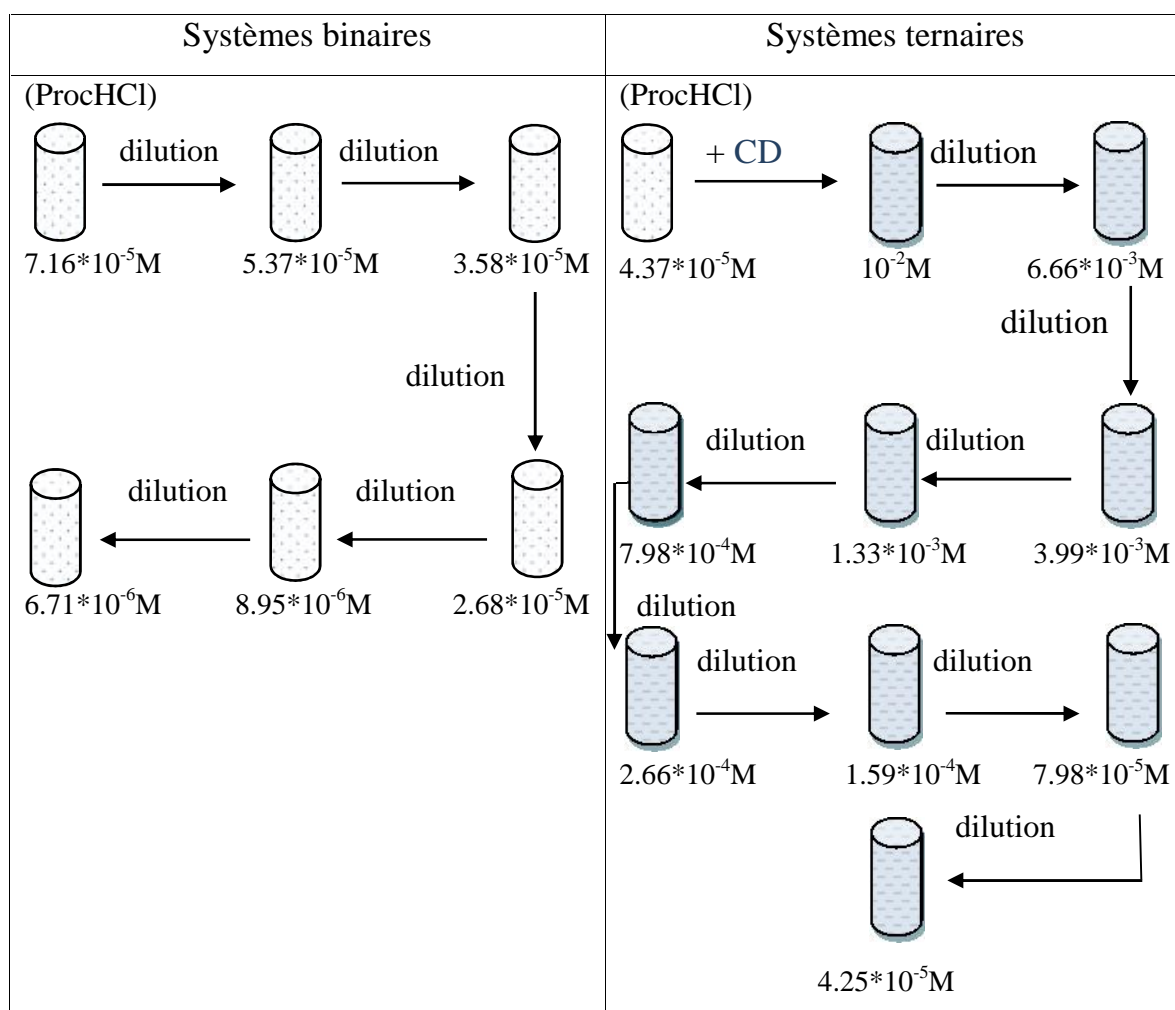 Systèmes binaires
(ProcHCl)
dilution dilution
7.16*10⁻⁵M 5.37*10⁻⁵M 3.58*10⁻⁵M
dilution
dilution dilution
6.71*10⁻⁶M 8.95*10⁻⁶M 2.68*10⁻⁵M
Systèmes ternaires
(ProcHCl)
+ CD dilution
4.37*10⁻⁵M 10⁻²M 6.66*10⁻³M
dilution
dilution dilution
7.98*10⁻⁴M 1.33*10⁻³M 3.99*10⁻³M
dilution
dilution dilution
2.66*10⁻⁴M 1.59*10⁻⁴M 7.98*10⁻⁵M
dilution
4.25*10⁻⁵M